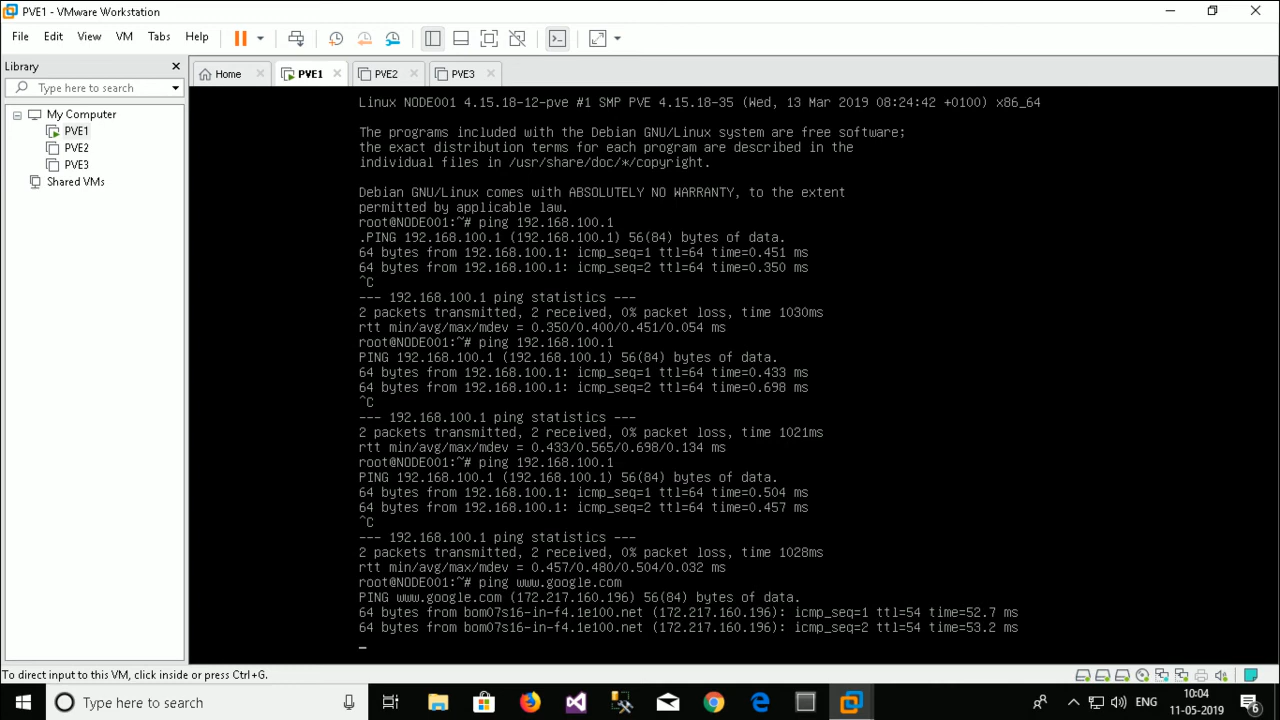 PVE1 - VMware Workstation
File Edit View VM Tabs Help
Library
Type here to search
My Computer
PVE1
PVE2
PVE3
Shared VMs
Home
PVE1
PVE2
PVE3
Linux NODE001 4.15.18-12-pve #1 SMP PVE 4.15.18-35 (Wed, 13 Mar 2019 08:24:42 +0100) x86_64
The programs included with the Debian GNU/Linux system are free software;
the exact distribution terms for each program are described in the
individual files in /usr/share/doc/*/copyright.
Debian GNU/Linux comes with ABSOLUTELY NO WARRANTY, to the extent
permitted by applicable law.
root@NODE001:~# ping 192.168.100.1
.PING 192.168.100.1 (192.168.100.1) 56(84) bytes of data.
64 bytes from 192.168.100.1: icmp_seq=1 ttl=64 time=0.451 ms
64 bytes from 192.168.100.1: icmp_seq=2 ttl=64 time=0.350 ms
^C
--- 192.168.100.1 ping statistics ---
2 packets transmitted, 2 received, 0% packet loss, time 1030ms
rtt min/avg/max/mdev = 0.350/0.400/0.451/0.054 ms
root@NODE001:~# ping 192.168.100.1
PING 192.168.100.1 (192.168.100.1) 56(84) bytes of data.
64 bytes from 192.168.100.1: icmp_seq=1 ttl=64 time=0.433 ms
64 bytes from 192.168.100.1: icmp_seq=2 ttl=64 time=0.698 ms
^C
--- 192.168.100.1 ping statistics ---
2 packets transmitted, 2 received, 0% packet loss, time 1021ms
rtt min/avg/max/mdev = 0.433/0.565/0.698/0.134 ms
root@NODE001:~# ping 192.168.100.1
PING 192.168.100.1 (192.168.100.1) 56(84) bytes of data.
64 bytes from 192.168.100.1: icmp_seq=1 ttl=64 time=0.504 ms
64 bytes from 192.168.100.1: icmp_seq=2 ttl=64 time=0.457 ms
^C
--- 192.168.100.1 ping statistics ---
2 packets transmitted, 2 received, 0% packet loss, time 1028ms
rtt min/avg/max/mdev = 0.457/0.480/0.504/0.032 ms
root@NODE001:~# ping www.google.com
PING www.google.com (172.217.160.196) 56(84) bytes of data.
64 bytes from bom07s16-in-f4.1e100.net (172.217.160.196): icmp_seq=1 ttl=54 time=52.7 ms
64 bytes from bom07s16-in-f4.1e100.net (172.217.160.196): icmp_seq=2 ttl=54 time=53.2 ms
To direct input to this VM, click inside or press Ctrl+G.
Type here to search
ENG
10:04
11-05-2019
6